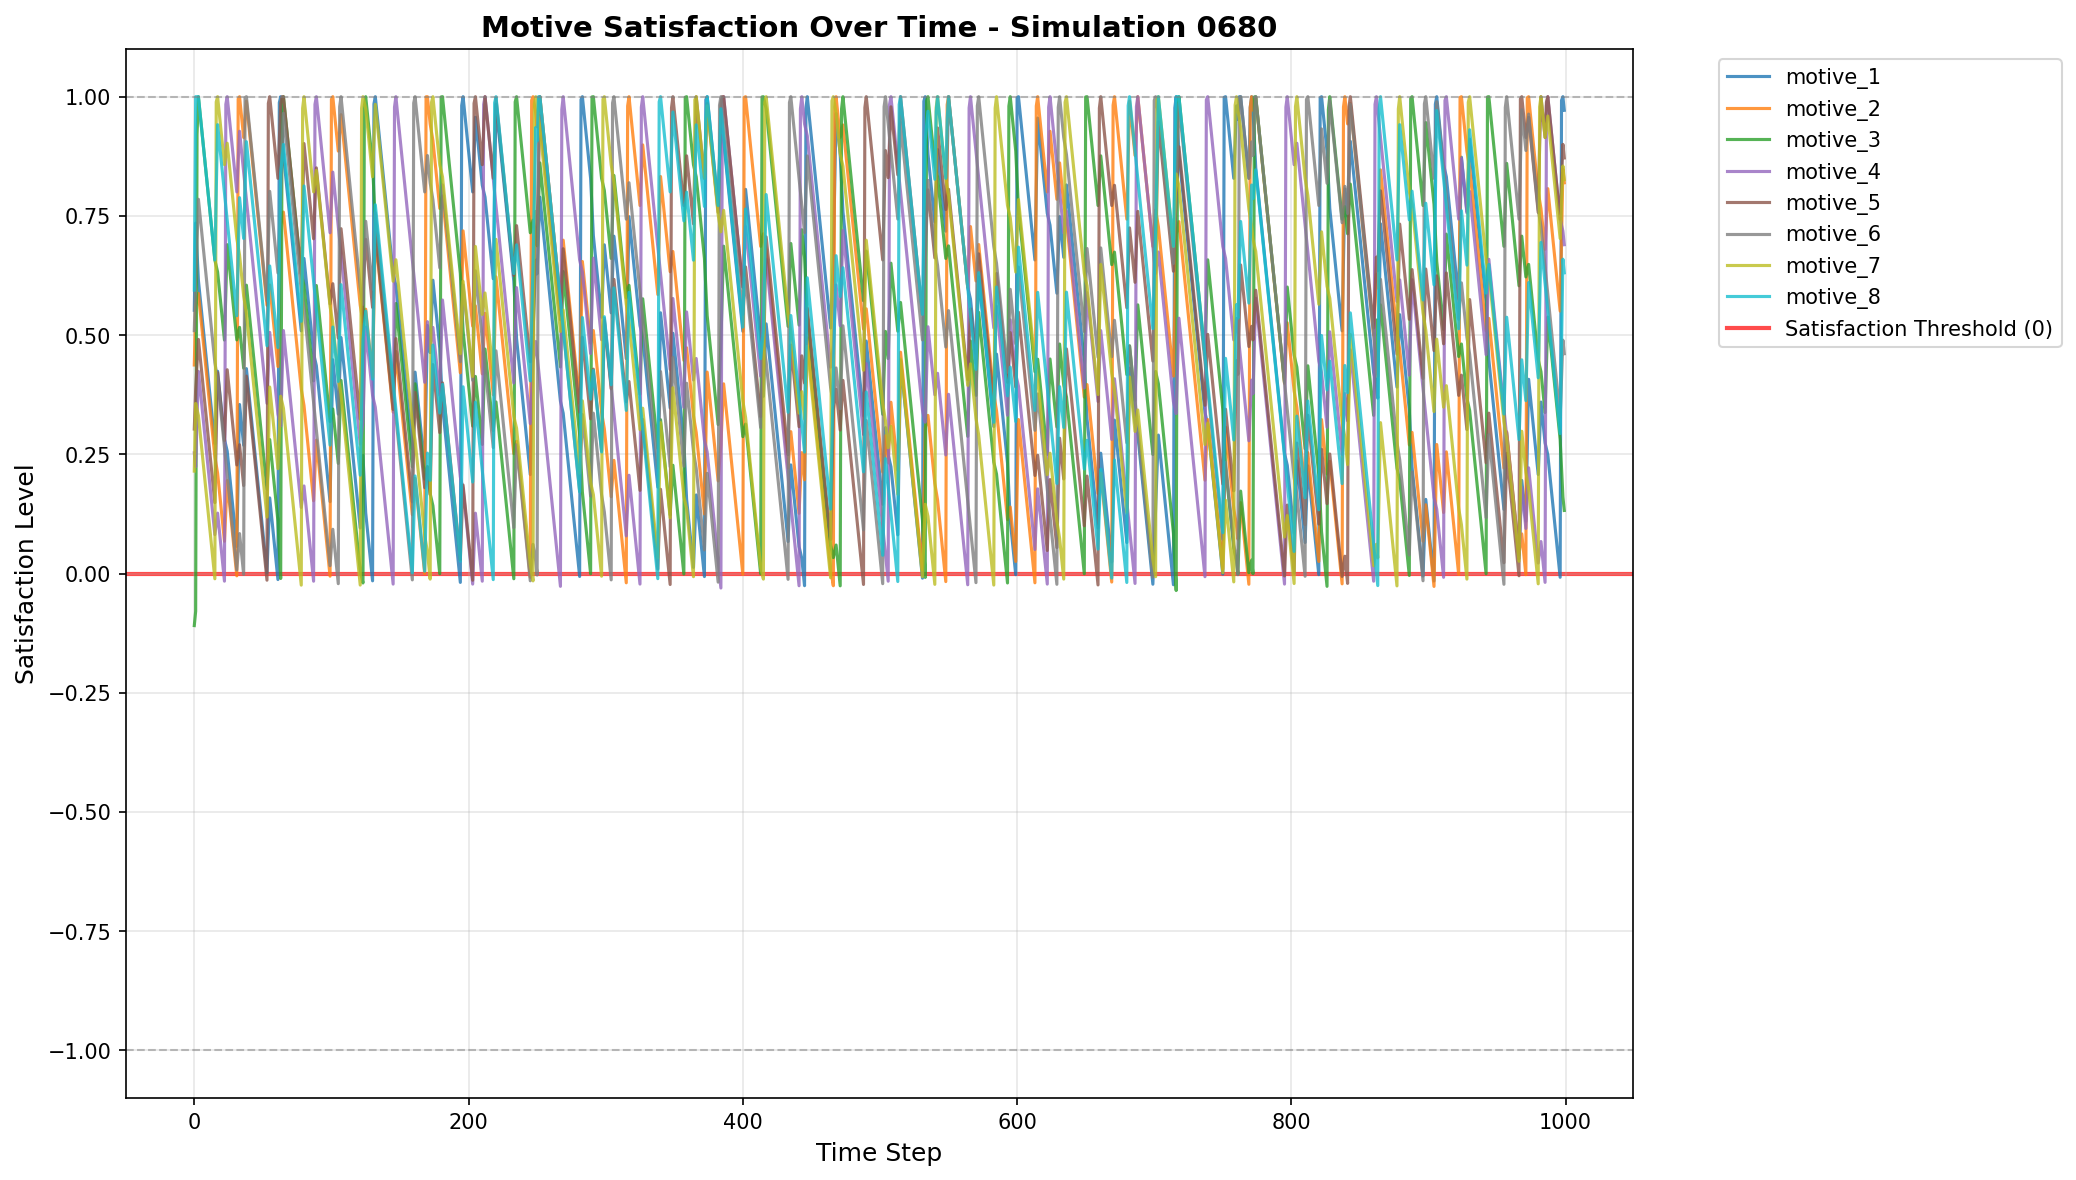 Motive Satisfaction Over Time - Simulation 0680
1.00
0.75
0.50
0.25
0.00
−0.25
−0.50
−0.75
−1.00
Satisfaction Level
0 200 400 600 800 1000
Time Step
motive_1
motive_2
motive_3
motive_4
motive_5
motive_6
motive_7
motive_8
Satisfaction Threshold (0)